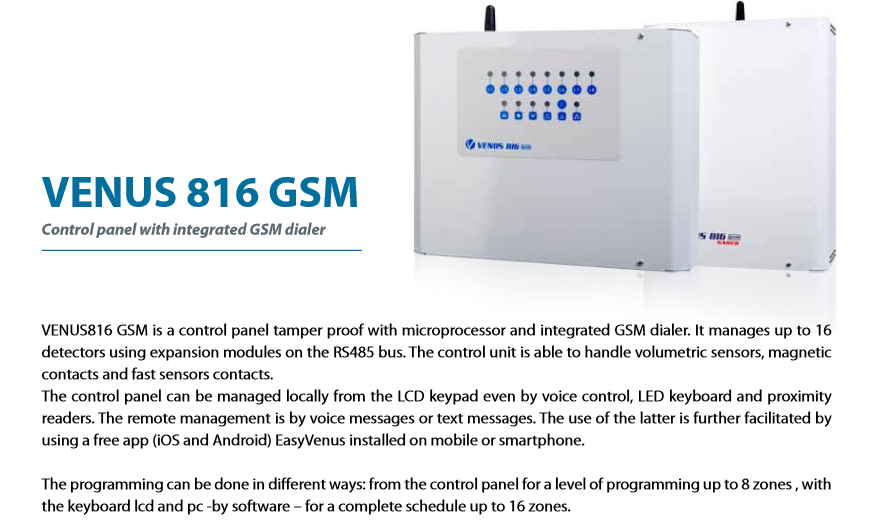 VENUS 816
VENUS 816 GSM
Control panel with integrated GSM dialer
VENUS816 GSM is a control panel tamper proof with microprocessor and integrated GSM dialer. It manages up to 16
detectors using expansion modules on the RS485 bus. The control unit is able to handle volumetric sensors, magnetic
contacts and fast sensors contacts.
The control panel can be managed locally from the LCD keypad even by voice control, LED keyboard and proximity
readers. The remote management is by voice messages or text messages. The use of the latter is further facilitated by
using a free app (iOS and Android) EasyVenus installed on mobile or smartphone.
The programming can be done in different ways: from the control panel for a level of programming up to 8 zones , with
the keyboard lcd and pc -by software – for a complete schedule up to 16 zones.